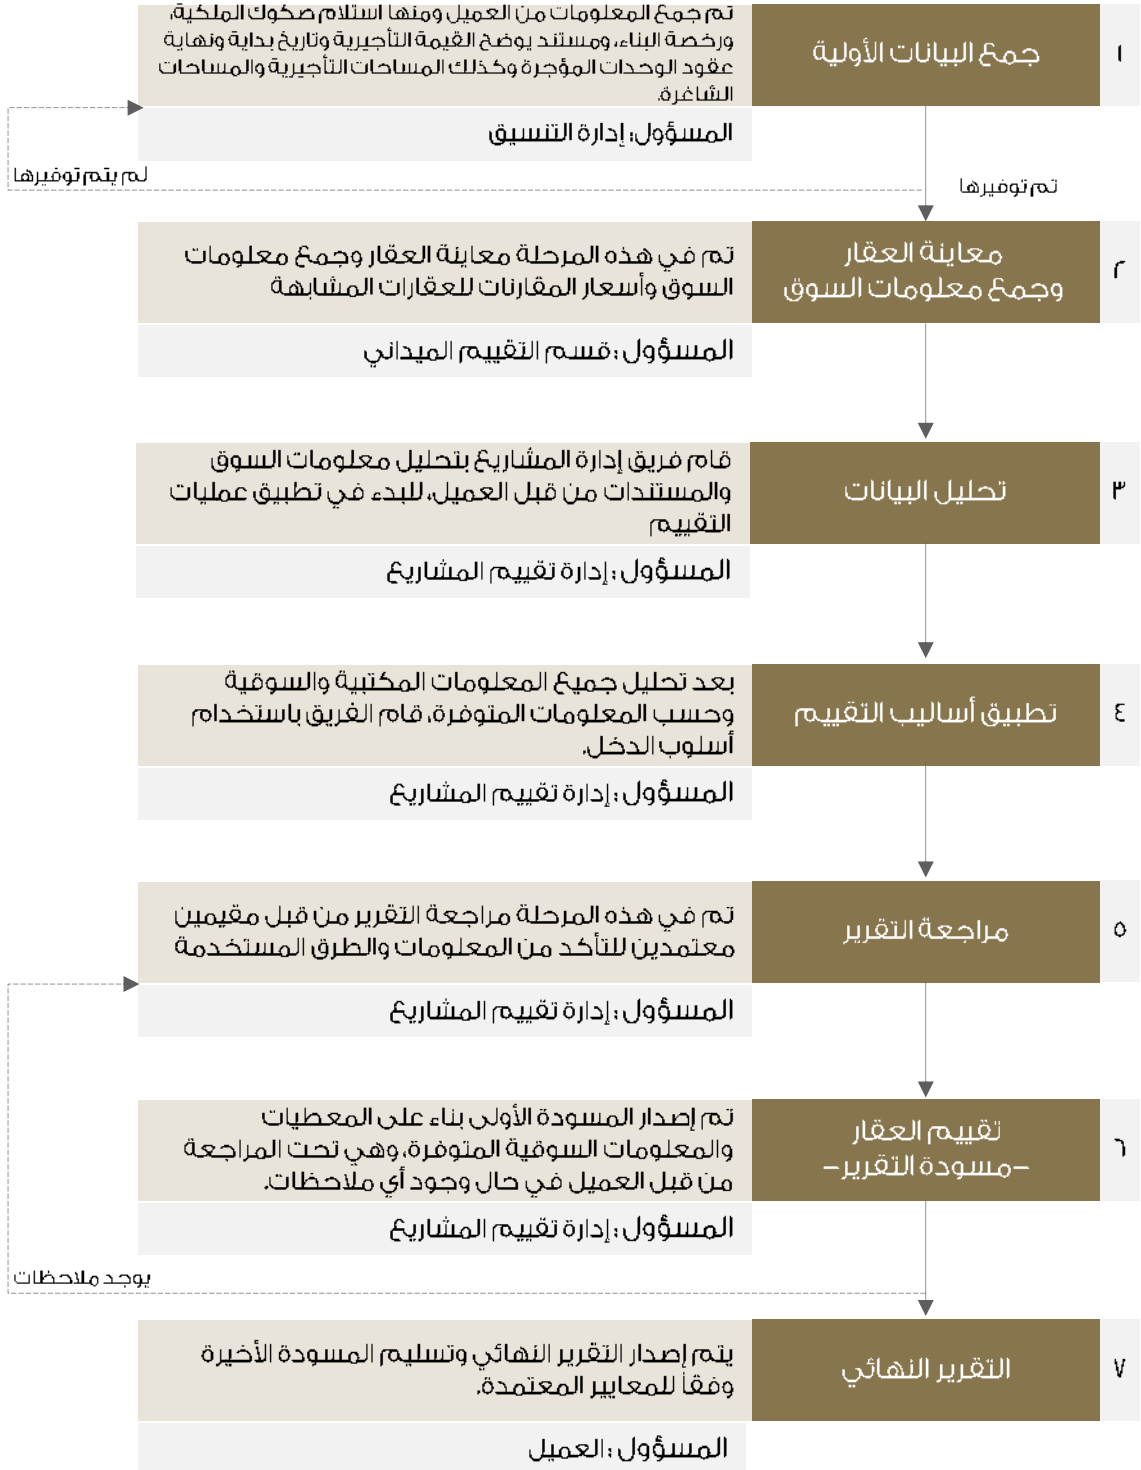 ١
جمع البيانات الأولية
تم جمع المعلومات من العميل ومنها استلام صكوك الملكية،
ورخصة البناء، ومستند يوضح القيمة التأجيرية وتاريخ بداية ونهاية
عقود الوحدات المؤجرة وكذلك المساحات التأجيرية والمساحات
الشاغرة.
المسؤول: إدارة التنسيق
لم يتم توفيرها
تم توفيرها
٢
معاينة العقار
وجمع معلومات السوق
تم في هذه المرحلة معاينة العقار وجمع معلومات
السوق وأسعار المقارنات للعقارات المشابهة
المسؤول : قسم التقييم الميداني
٣
تحليل البيانات
قام فريق إدارة المشاريع بتحليل معلومات السوق
والمستندات من قبل العميل، للبدء في تطبيق عمليات
التقييم
المسؤول : إدارة تقييم المشاريع
٤
تطبيق أساليب التقييم
بعد تحليل جميع المعلومات المكتبية والسوقية
وحسب المعلومات المتوفرة، قام الفريق باستخدام
أسلوب الدخل.
المسؤول : إدارة تقييم المشاريع
٥
مراجعة التقرير
تم في هذه المرحلة مراجعة التقرير من قبل مقيمين
معتمدين للتأكد من المعلومات والطرق المستخدمة
المسؤول : إدارة تقييم المشاريع
٦
تقييم العقار
–مسودة التقرير–
تم إصدار المسودة الأولى بناء على المعطيات
والمعلومات السوقية المتوفرة، وهي تحت المراجعة
من قبل العميل في حال وجود أي ملاحظات.
المسؤول : إدارة تقييم المشاريع
يوجد ملاحظات
٧
التقرير النهائي
يتم إصدار التقرير النهائي وتسليم المسودة الأخيرة
وفقاً للمعايير المعتمدة.
المسؤول : العميل